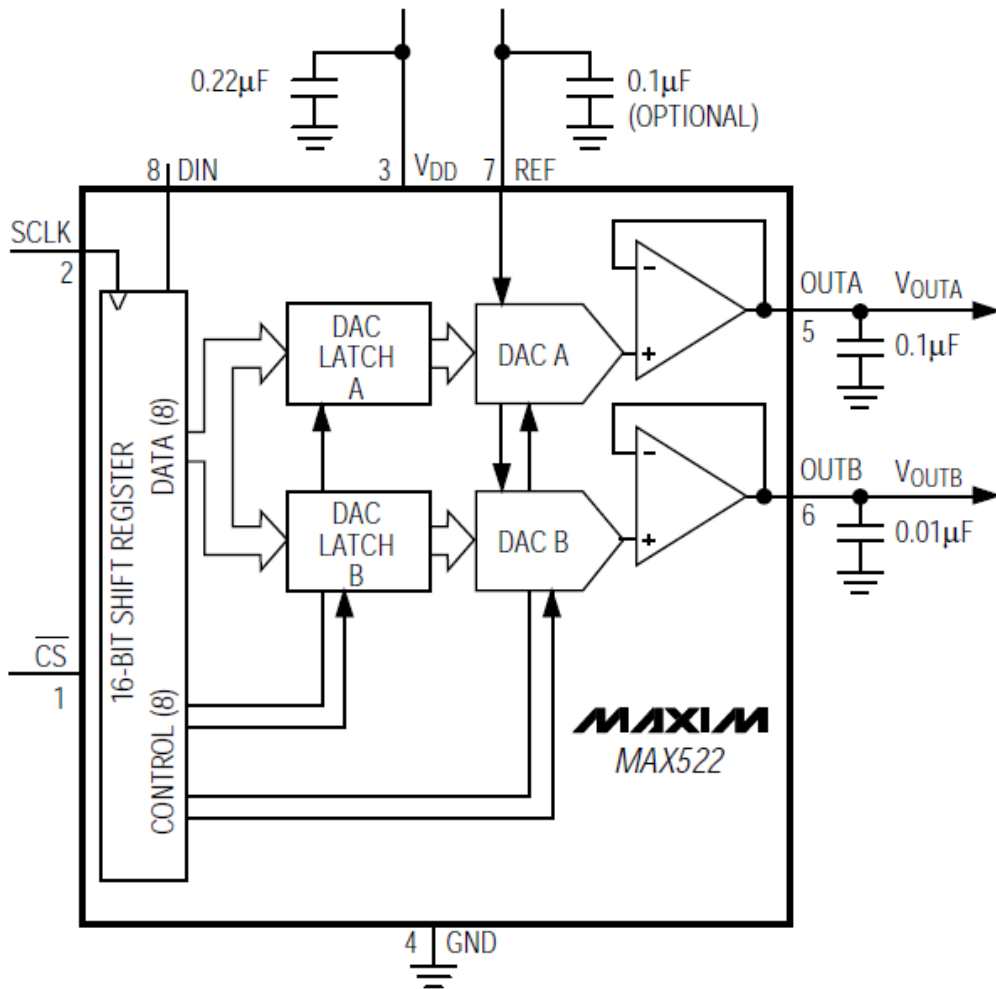 0.22µF
0.1µF
(OPTIONAL)
8 DIN
3 VDD
7 REF
SCLK
2
16-BIT SHIFT REGISTER
DATA (8)
CONTROL (8)
DAC
LATCH
A
DAC A
-
+
OUTA
5
VOUTA
0.1µF
DAC
LATCH
B
DAC B
-
+
OUTB
6
VOUTB
0.01µF
CS
1
MAXIM
MAX522
4 GND